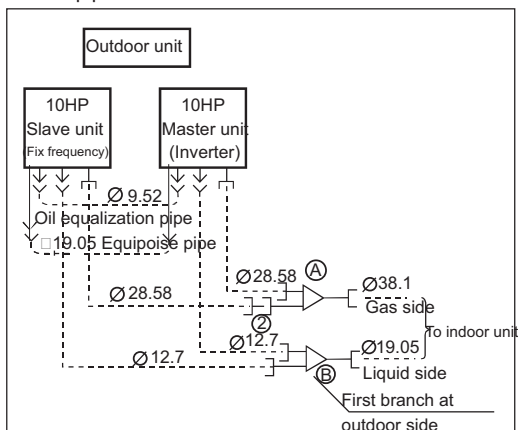 Outdoor unit
10HP
Slave unit
(Fix frequency)
10HP
Master unit
(Inverter)
Ø 9.52
Oil equalization pipe
□19.05 Equipoise pipe
Ø28.58
A
Ø38.1
Gas side
Ø 28.58
2
To indoor unit
Ø12.7
Ø19.05
Ø12.7
B
Liquid side
First branch at
outdoor side